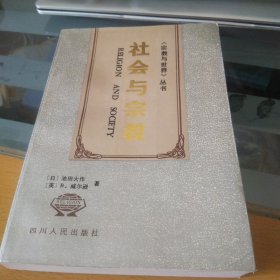 《宗教与世界》丛书
社会与宗教
RELIGION AND SOCIETY
[日] 池田大作
[英] B. 威尔逊
著
RELIGION
四川人民出版社